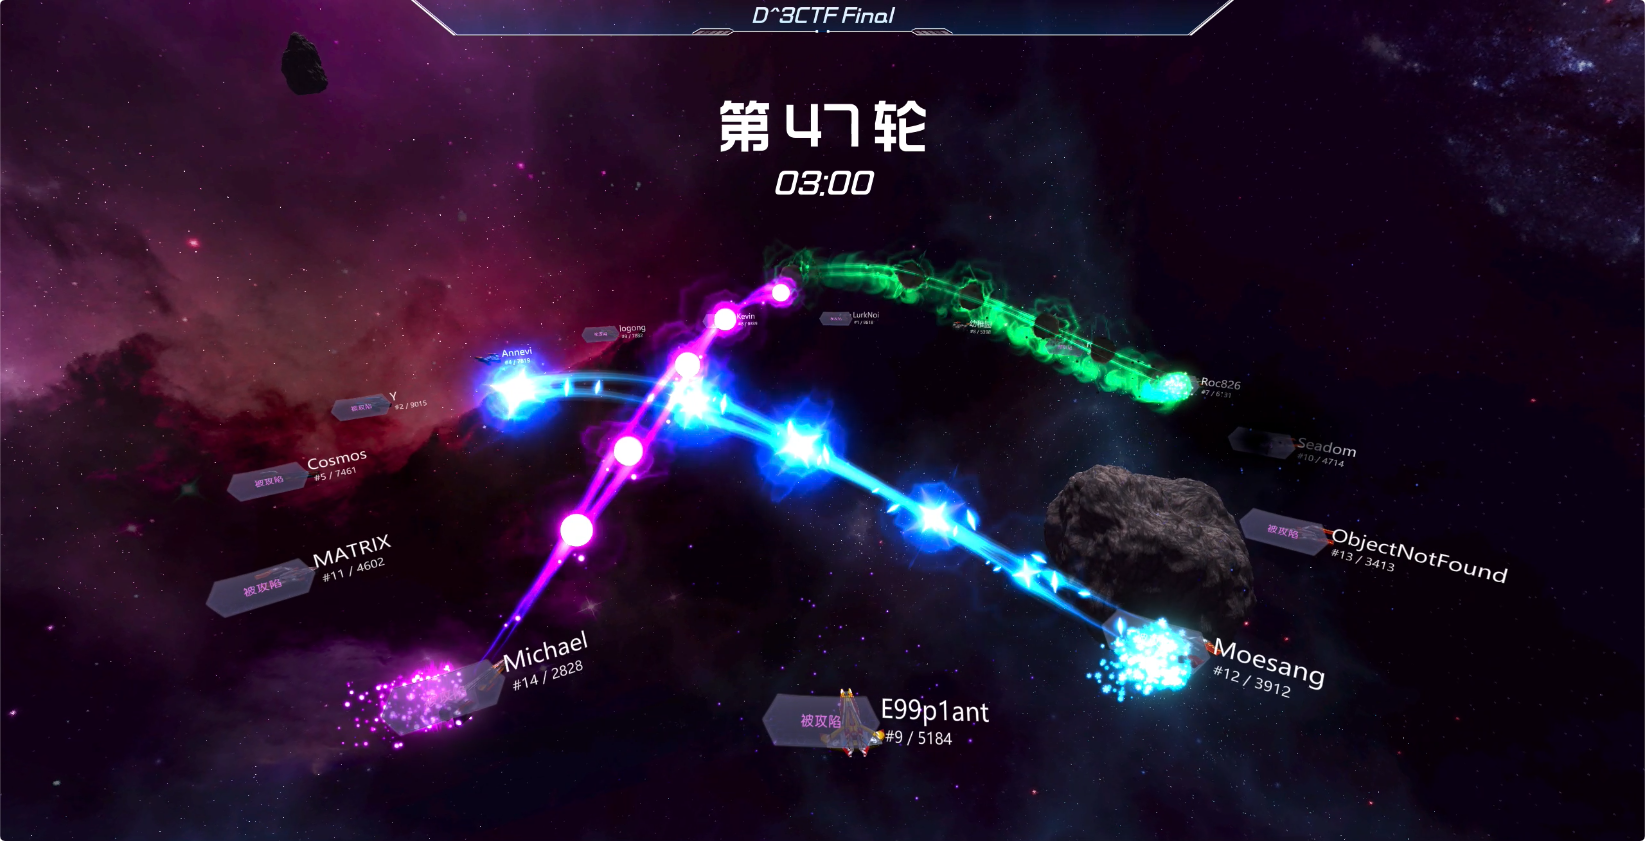 D^3CTF Final
第 47 轮
03:00
Kevin
LurkNoi
logong
Annevi
Roc826
#7 / 6131
Y
#2 / 9015
Seadom
#10 / 4714
Cosmos
#5 / 7461
被攻陷
ObjectNotFound
#13 / 3413
被攻陷
MATRIX
#11 / 4602
被攻陷
Michael
#14 / 2828
Moesang
#12 / 3912
E99p1ant
#9 / 5184
被攻陷